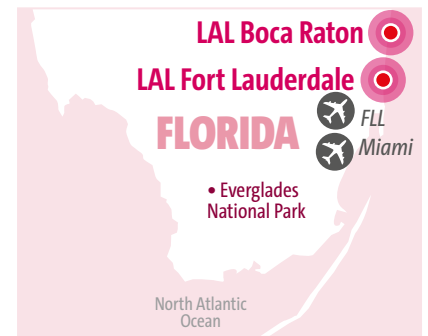 LAL Boca Raton
LAL Fort Lauderdale
FLL
FLORIDA
Miami
• Everglades
National Park
North Atlantic
Ocean